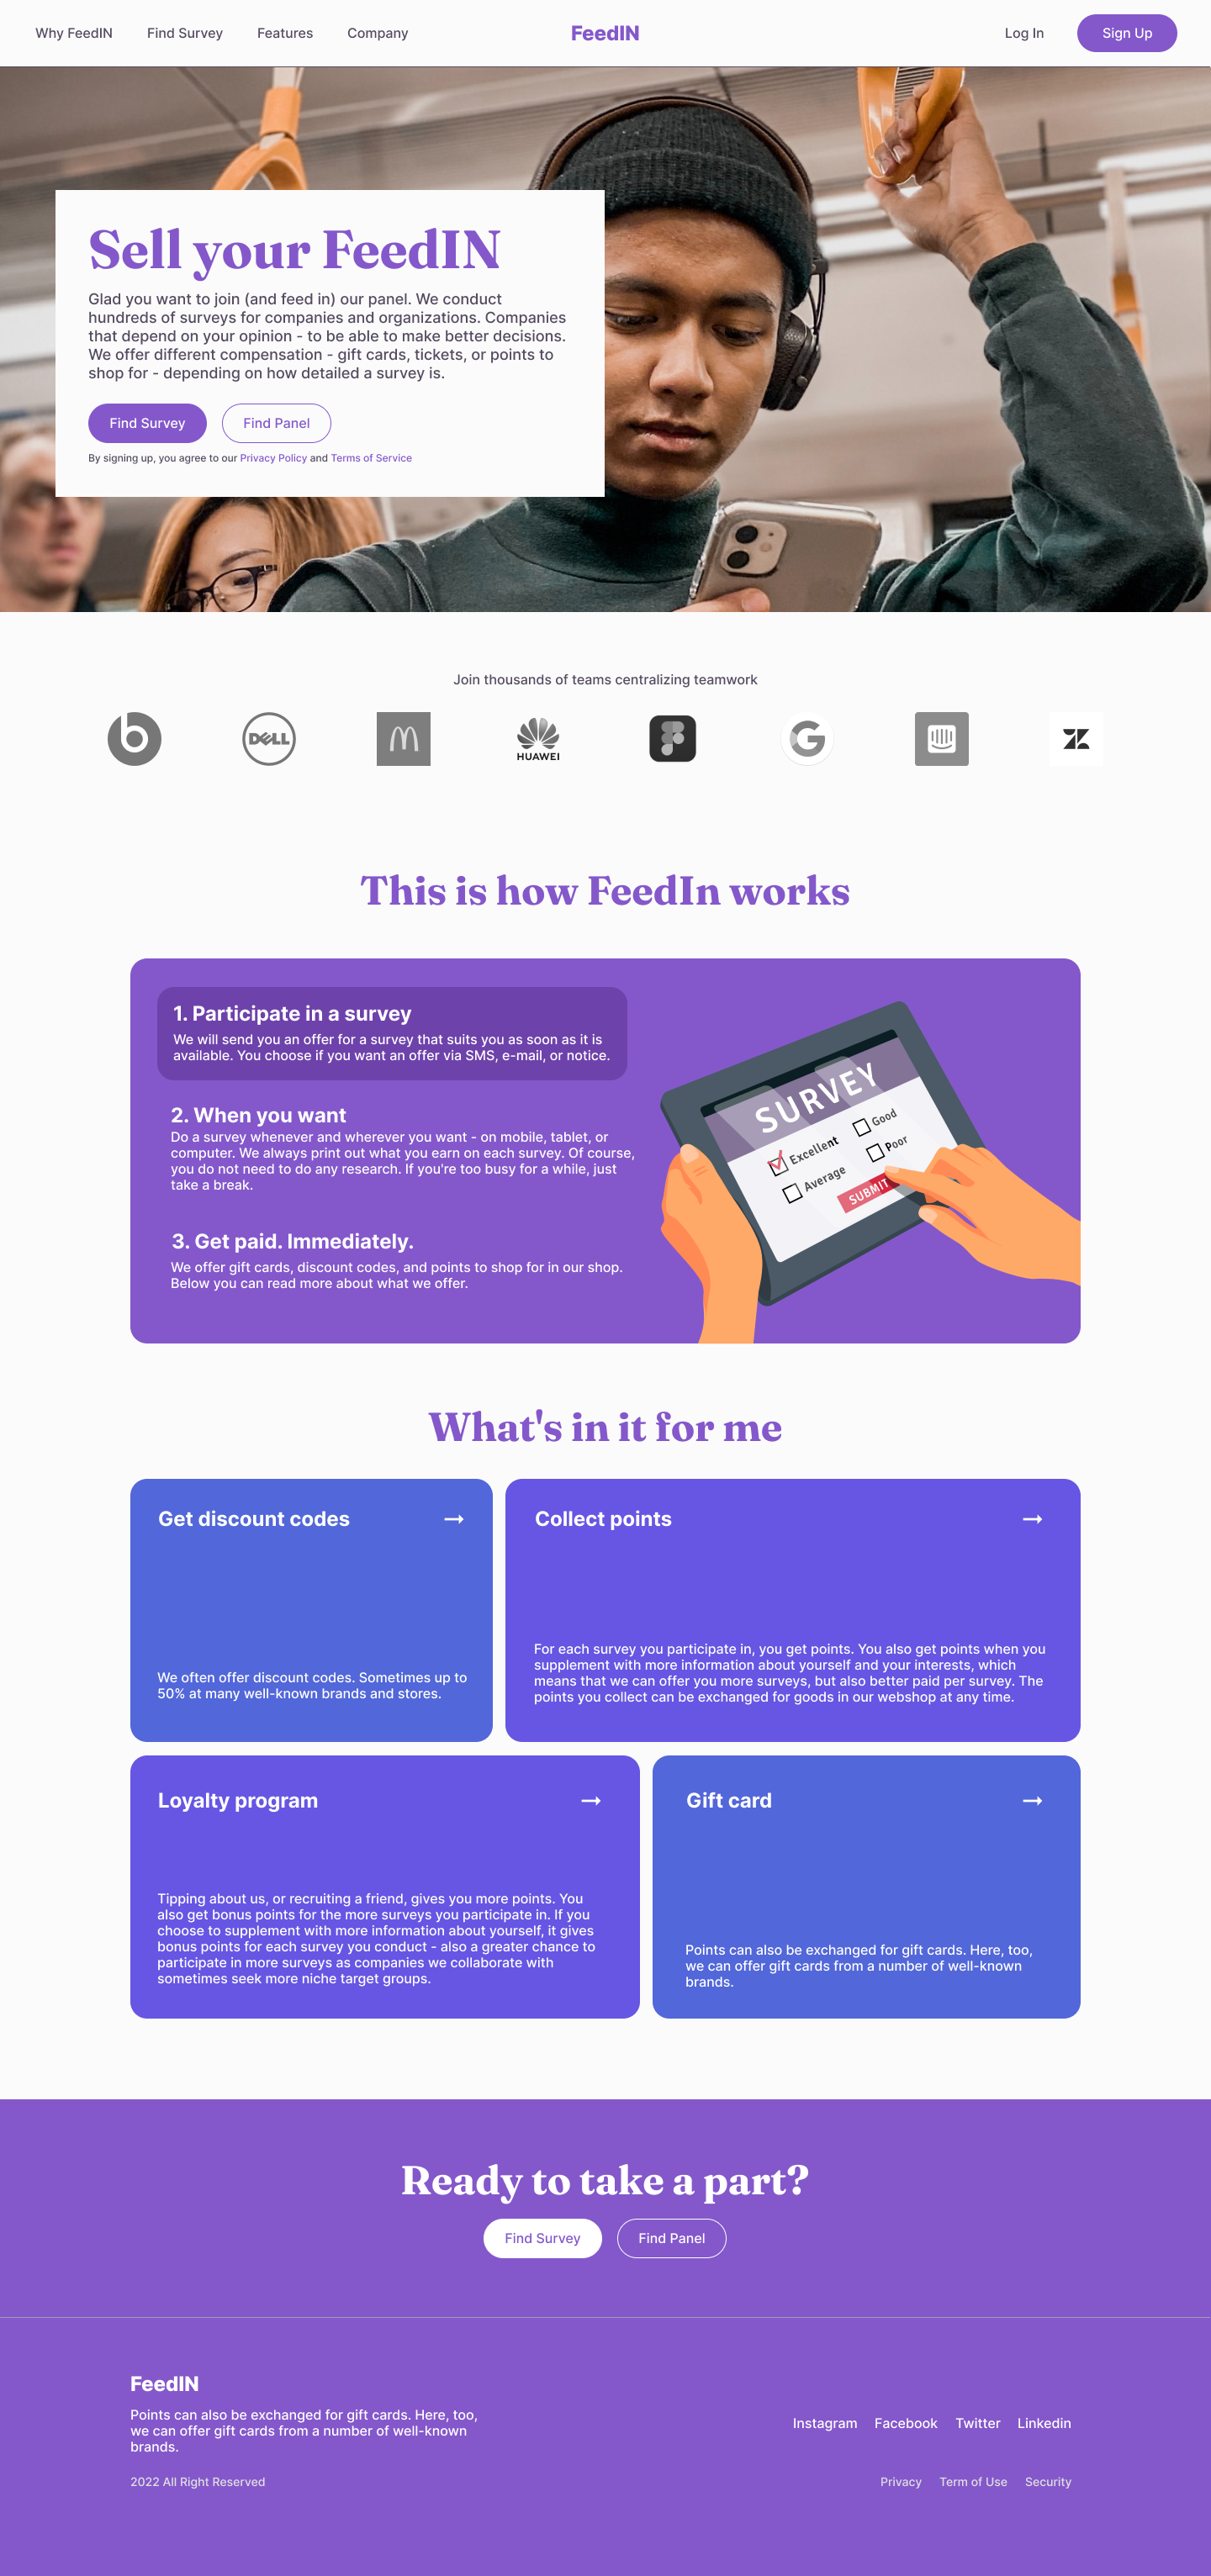 Why FeedIN Find Survey Features Company FeedIN Log In Sign Up
Sell your FeedIN
Glad you want to join (and feed in) our panel. We conduct
hundreds of surveys for companies and organizations. Companies
that depend on your opinion - to be able to make better decisions.
We offer different compensation - gift cards, tickets, or points to
shop for - depending on how detailed a survey is.
Find Survey Find Panel
By signing up, you agree to our Privacy Policy and Terms of Service
Join thousands of teams centralizing teamwork
DELL
HUAWEI
This is how FeedIn works
1. Participate in a survey
We will send you an offer for a survey that suits you as soon as it is
available. You choose if you want an offer via SMS, e-mail, or notice.
2. When you want
Do a survey whenever and wherever you want - on mobile, tablet, or
computer. We always print out what you earn on each survey. Of course,
you do not need to do any research. If you're too busy for a while, just
take a break.
3. Get paid. Immediately.
We offer gift cards, discount codes, and points to shop for in our shop.
Below you can read more about what we offer.
SURVEY
Excellent Good
Average Poor
SUBMIT
What's in it for me
Get discount codes
We often offer discount codes. Sometimes up to
50% at many well-known brands and stores.
Collect points
For each survey you participate in, you get points. You also get points when you
supplement with more information about yourself and your interests, which
means that we can offer you more surveys, but also better paid per survey. The
points you collect can be exchanged for goods in our webshop at any time.
Loyalty program
Tipping about us, or recruiting a friend, gives you more points. You
also get bonus points for the more surveys you participate in. If you
choose to supplement with more information about yourself, it gives
bonus points for each survey you conduct - also a greater chance to
participate in more surveys as companies we collaborate with
sometimes seek more niche target groups.
Gift card
Points can also be exchanged for gift cards. Here, too,
we can offer gift cards from a number of well-known
brands.
Ready to take a part?
Find Survey Find Panel
FeedIN
Points can also be exchanged for gift cards. Here, too,
we can offer gift cards from a number of well-known
brands.
Instagram Facebook Twitter Linkedin
2022 All Right Reserved
Privacy Term of Use Security